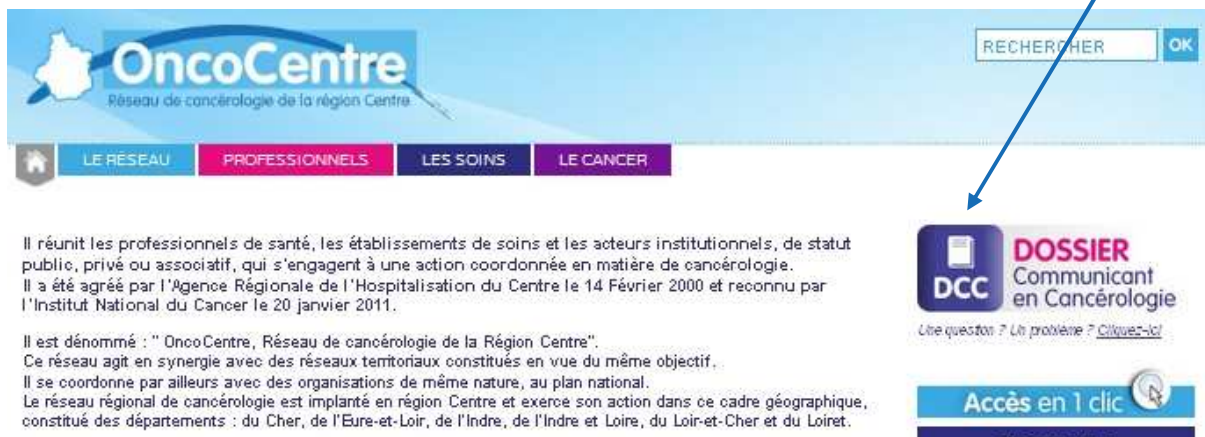 OncoCentre
Réseau de cancérologie de la région Centre
RECHERCHER OK
LE RÉSEAU PROFESSIONNELS LES SOINS LE CANCER
Il réunit les professionnels de santé, les établissements de soins et les acteurs institutionnels, de statut
public, privé ou associatif, qui s'engagent à une action coordonnée en matière de cancérologie.
Il a été agréé par l'Agence Régionale de l'Hospitalisation du Centre le 14 Février 2000 et reconnu par
l'Institut National du Cancer le 20 janvier 2011.
Il est dénommé : " OncoCentre, Réseau de cancérologie de la Région Centre".
Ce réseau agit en synergie avec des réseaux territoriaux constitués en vue du même objectif.
Il se coordonne par ailleurs avec des organisations de même nature, au plan national.
Le réseau régional de cancérologie est implanté en région Centre et exerce son action dans ce cadre géographique,
constitué des départements : du Cher, de l'Eure-et-Loir, de l'Indre, de l'Indre et Loire, du Loir-et-Cher et du Loiret.
DCC
DOSSIER
Communicant
en Cancérologie
Une question ? Un problème ? Cliquez-ici
Accès en 1 clic